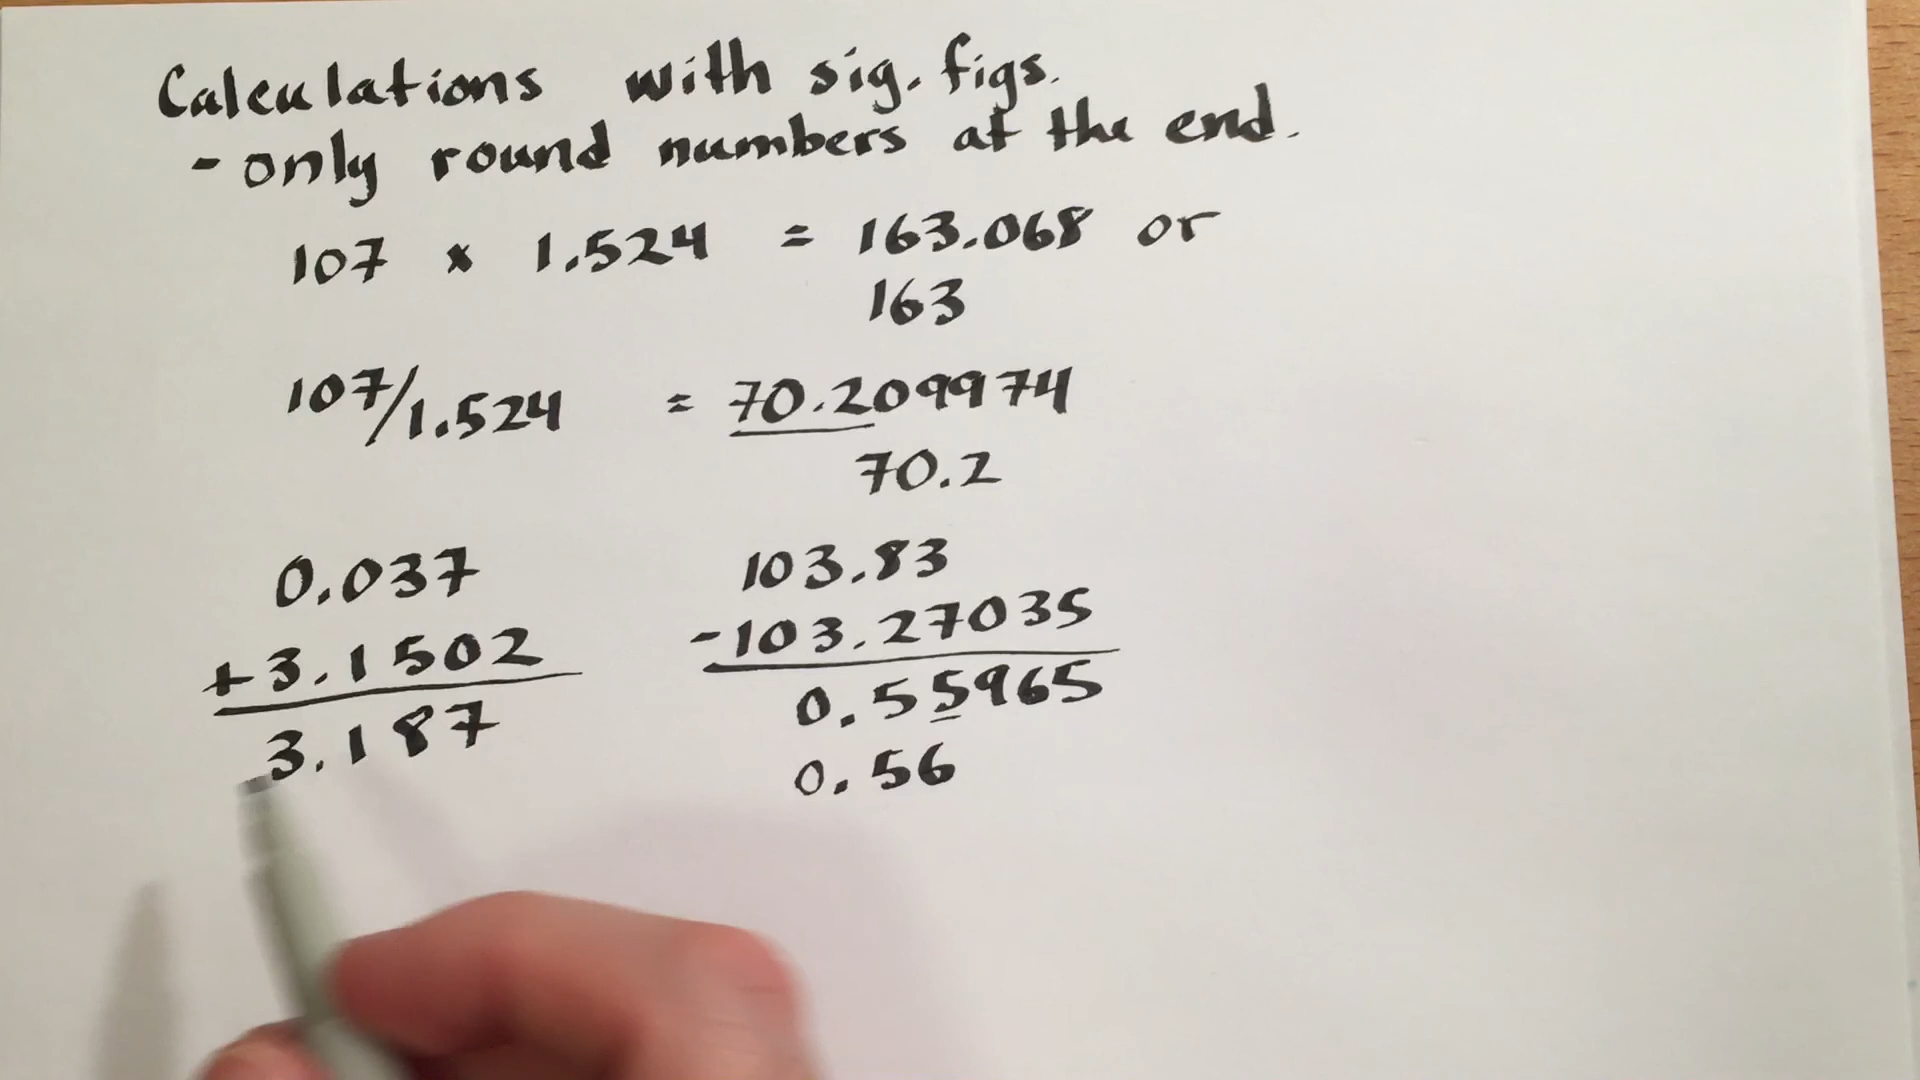 Calculations with sig. figs.
- only round numbers at the end.
107 x 1.524 = 163.068 or
163
107/1.524 = 70.209974
70.2
0.037
+3.1502
3.187
103.83
-103.27035
0.55965
0.56